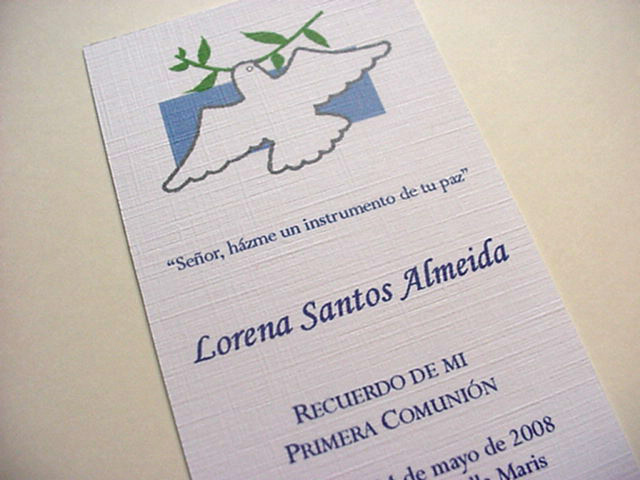 “Señor, házme un instrumento de tu paz”
Lorena Santos Almeida
RECUERDO DE MI
PRIMERA COMUNIÓN
de mayo de 2008
Maris